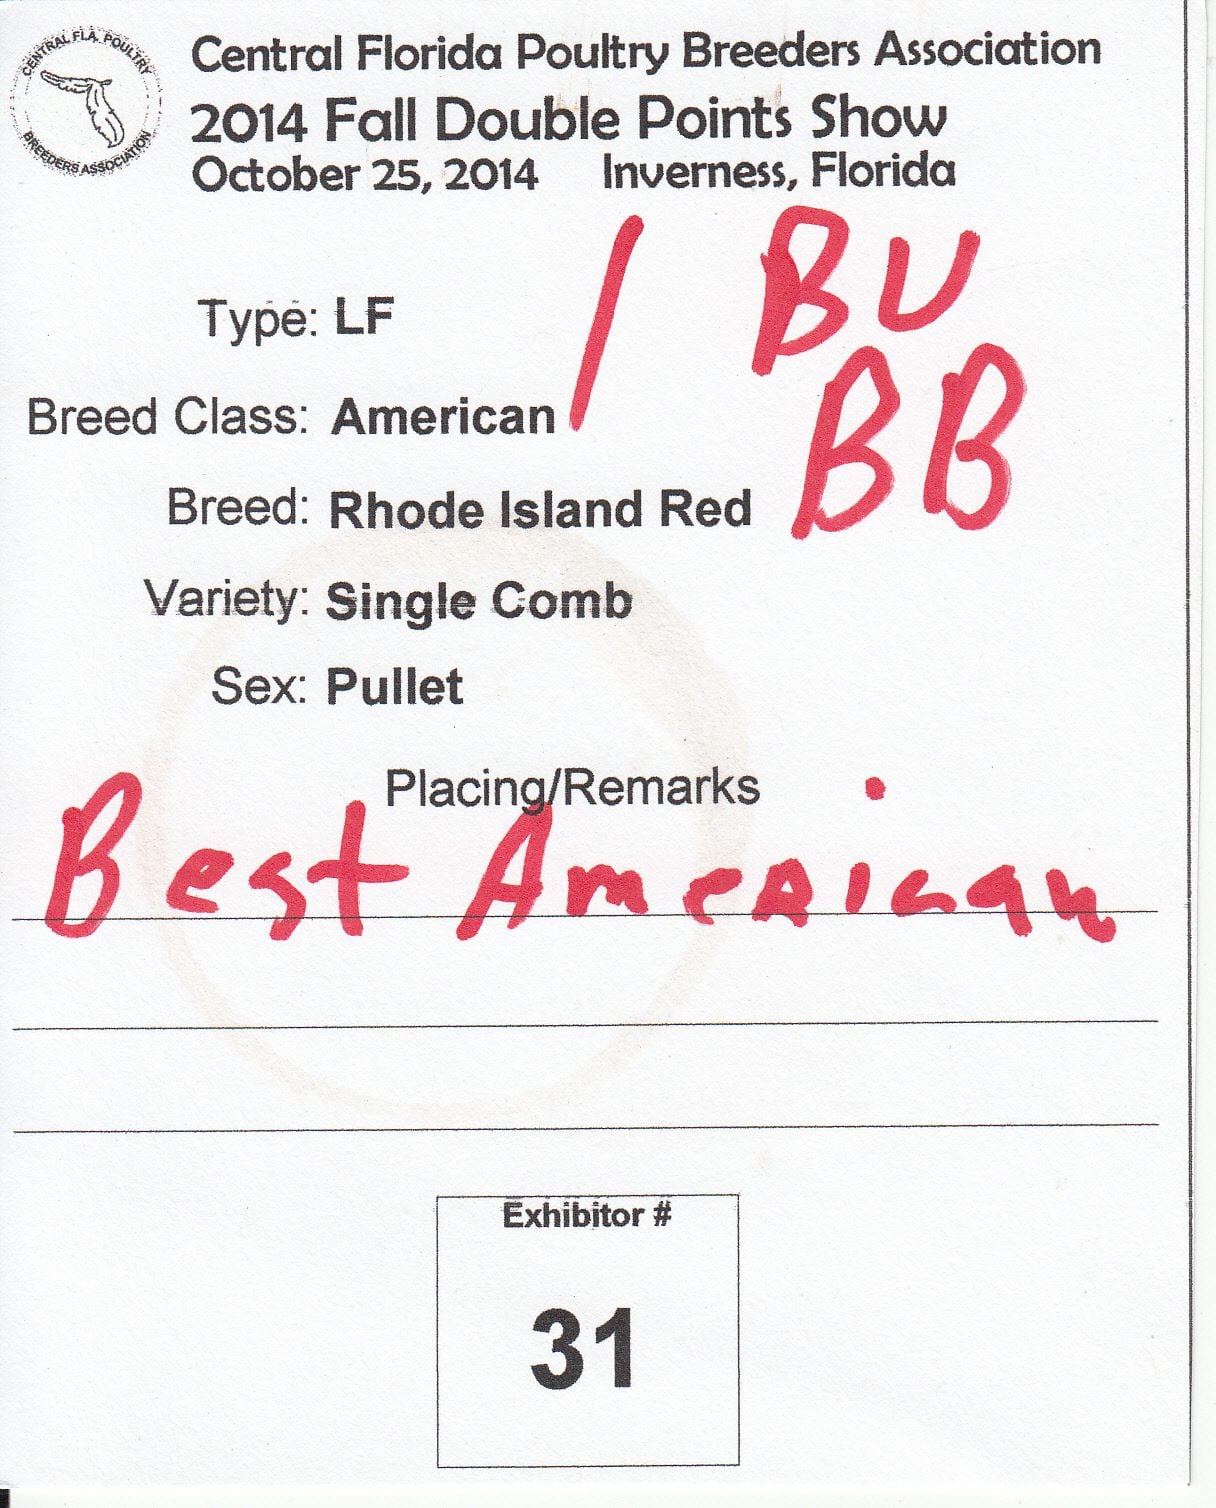 CENTRAL FLA. POULTRY
BREEDERS ASSOCIATION
Central Florida Poultry Breeders Association
2014 Fall Double Points Show
October 25, 2014 Inverness, Florida
1 BV
BB
Type: LF
Breed Class: American
Breed: Rhode Island Red
Variety: Single Comb
Sex: Pullet
Placing/Remarks
Best American
Exhibitor #
31